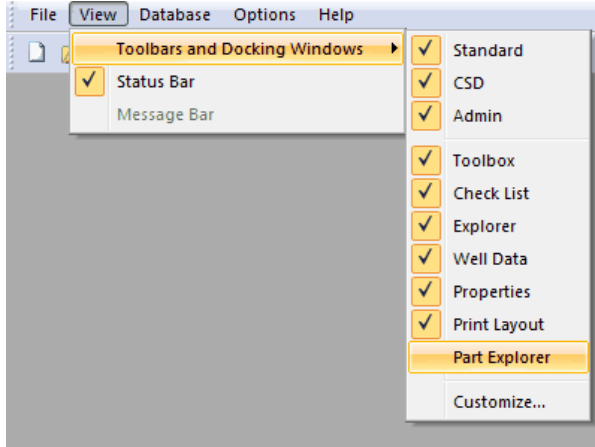 File View Database Options Help
Toolbars and Docking Windows
Status Bar
Message Bar
Standard
CSD
Admin
Toolbox
Check List
Explorer
Well Data
Properties
Print Layout
Part Explorer
Customize...